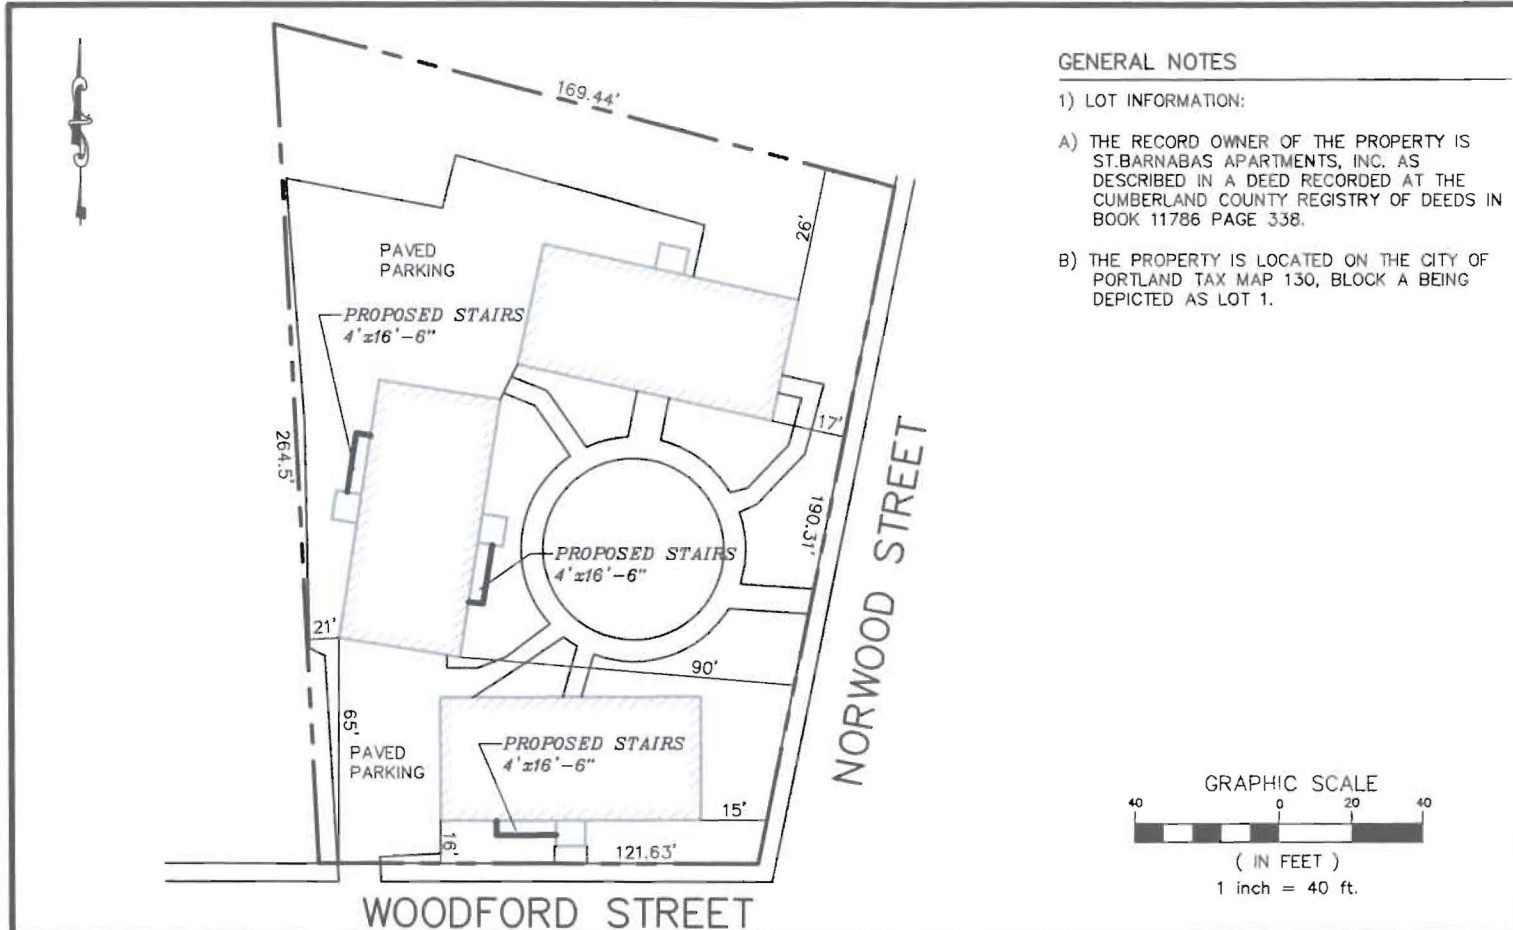 169.44'
26'
PAVED
PARKING
PROPOSED STAIRS
4'x16'-6"
264.5'
17'
190.31'
PROPOSED STAIRS
4'x16'-6"
NORWOOD STREET
21'
90'
65'
PAVED
PARKING
PROPOSED STAIRS
4'x16'-6"
15'
16'
121.63'
WOODFORD STREET
GENERAL NOTES
1) LOT INFORMATION:
A) THE RECORD OWNER OF THE PROPERTY IS
ST.BARNABAS APARTMENTS, INC. AS
DESCRIBED IN A DEED RECORDED AT THE
CUMBERLAND COUNTY REGISTRY OF DEEDS IN
BOOK 11786 PAGE 338.
B) THE PROPERTY IS LOCATED ON THE CITY OF
PORTLAND TAX MAP 130, BLOCK A BEING
DEPICTED AS LOT 1.
GRAPHIC SCALE
40 0 20 40
( IN FEET )
1 inch = 40 ft.